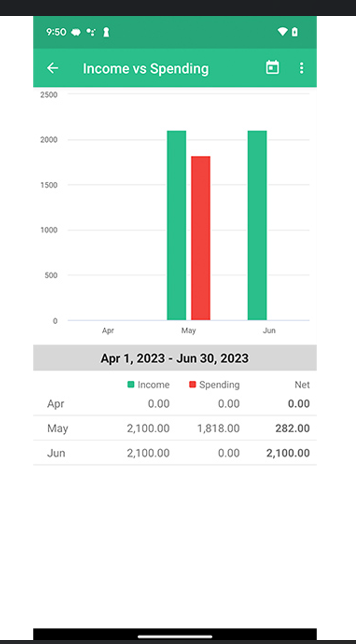 9:50
Income vs Spending
2500
2000
1500
1000
500
0
Apr May Jun
Apr 1, 2023 - Jun 30, 2023
Income Spending Net
Apr 0.00 0.00 0.00
May 2,100.00 1,818.00 282.00
Jun 2,100.00 0.00 2,100.00